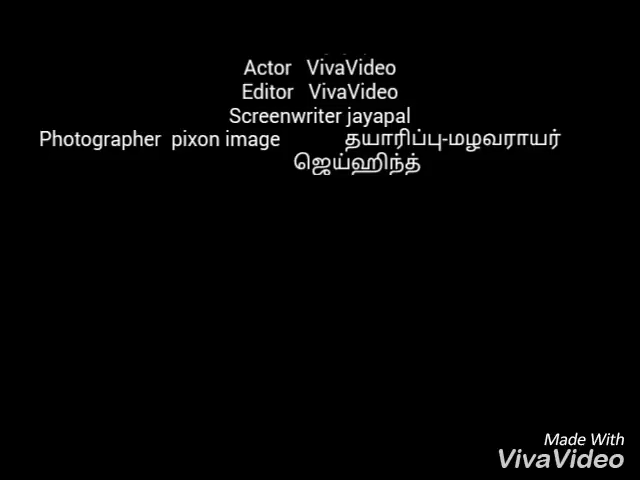 Actor VivaVideo
Editor VivaVideo
Screenwriter jayapal
Photographer pixon image தயாரிப்பு-மழவராயர்
ஜெய்ஹிந்த்
Made With
VivaVideo